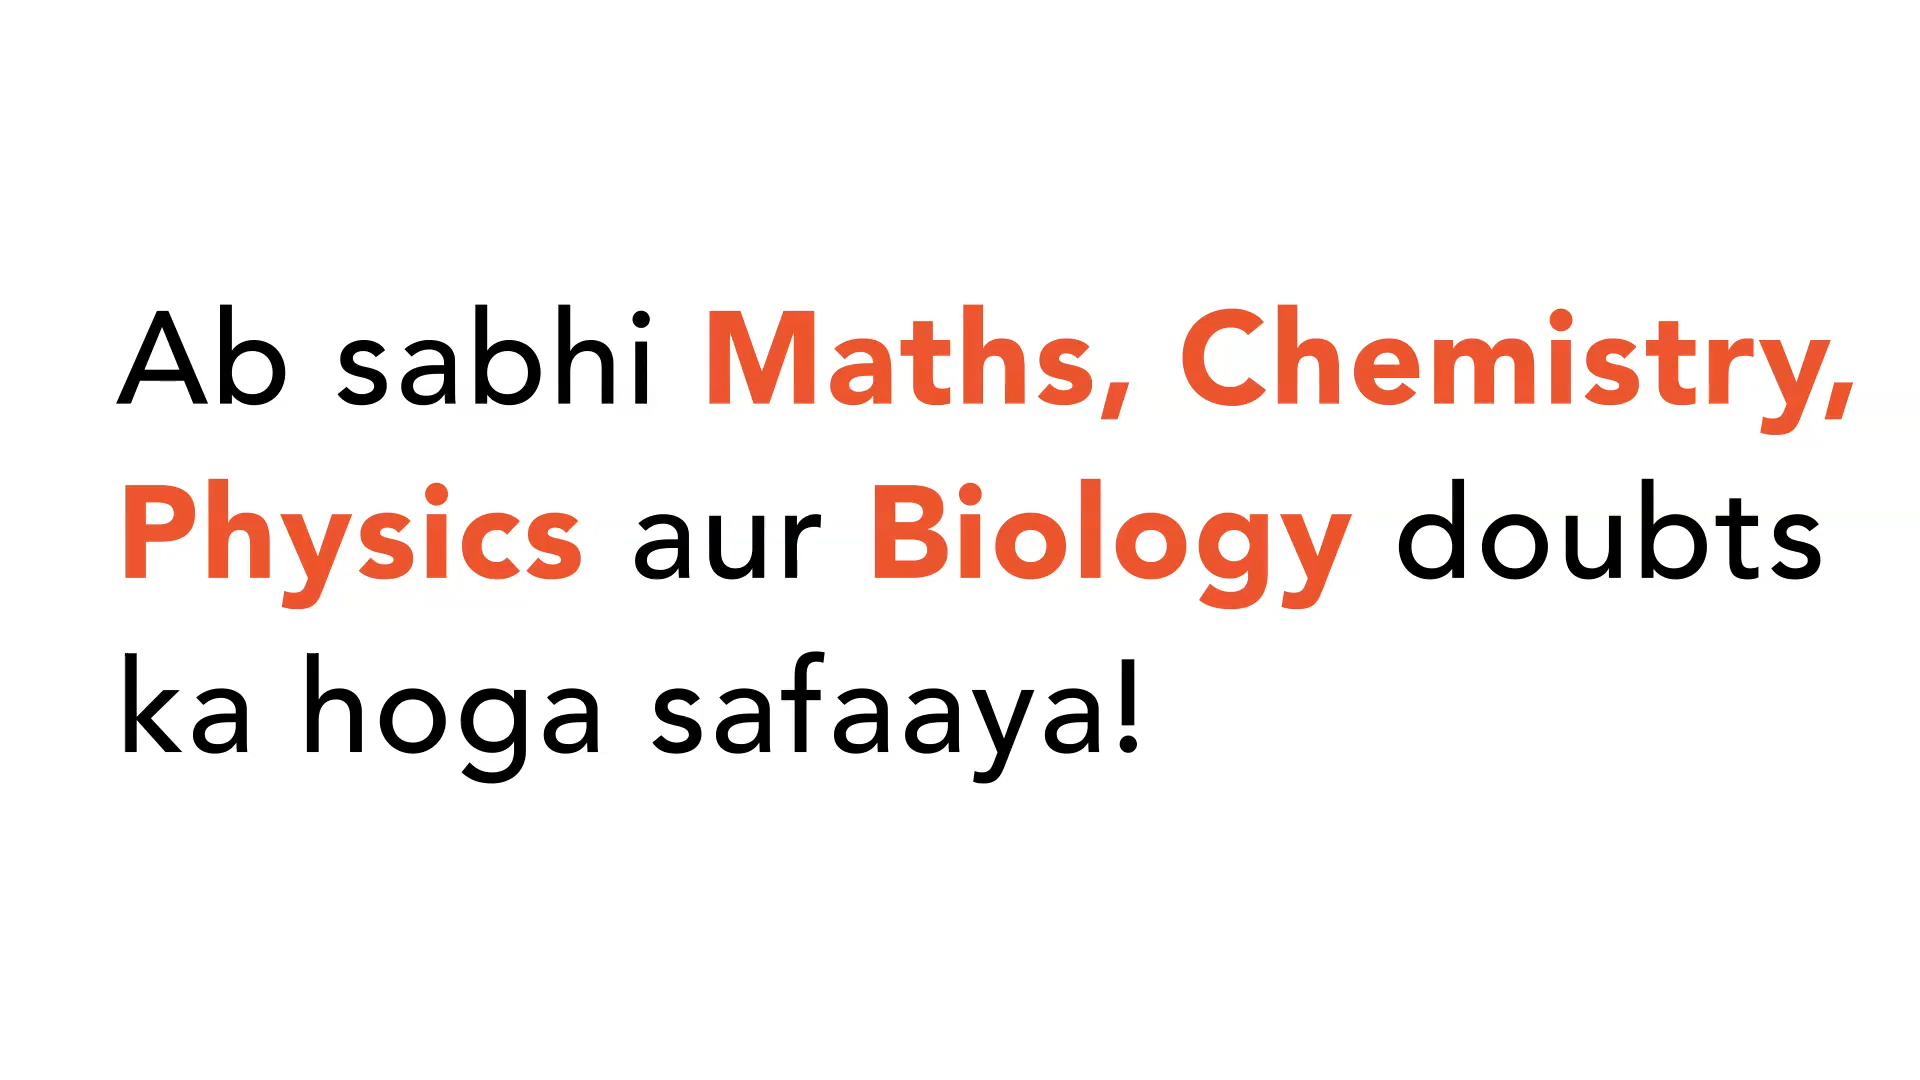 Ab sabhi Maths, Chemistry,
Physics aur Biology doubts
ka hoga safaaya!